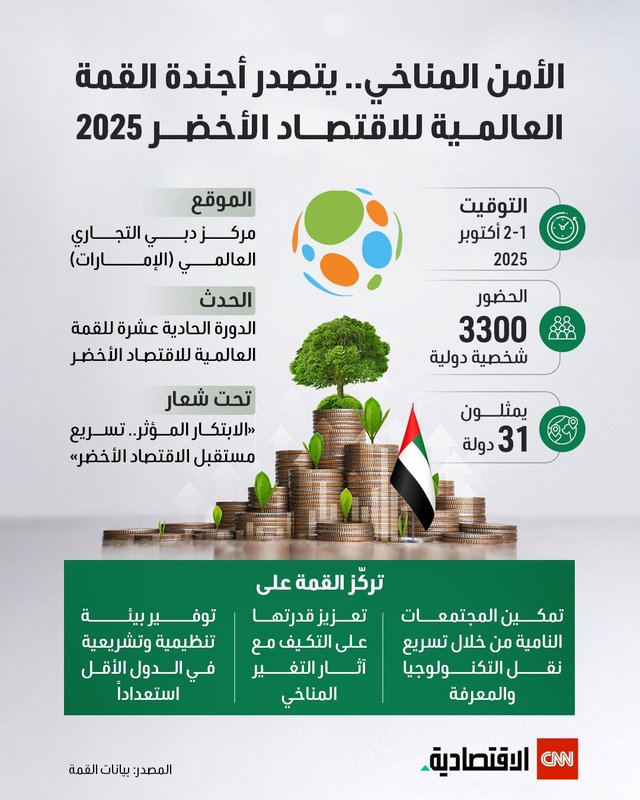 الأمن المناخي.. يتصدر أجندة القمة
العالمية للاقتصاد الأخضر 2025
التوقيت
1-2 أكتوبر
2025
الحضور
3300
شخصية دولية
يمثلون
31 دولة
الموقع
مركز دبي التجاري
العالمي (الإمارات)
الحدث
الدورة الحادية عشرة للقمة
العالمية للاقتصاد الأخضر
تحت شعار
«الابتكار المؤثر.. تسريع
مستقبل الاقتصاد الأخضر»
تركّز القمة على
تمكين المجتمعات
النامية من خلال تسريع
نقل التكنولوجيا
والمعرفة
تعزيز قدرتها
على التكيف مع
آثار التغير
المناخي
توفير بيئة
تنظيمية وتشريعية
في الدول الأقل
استعداداً
CNN الاقتصادية
المصدر: بيانات القمة